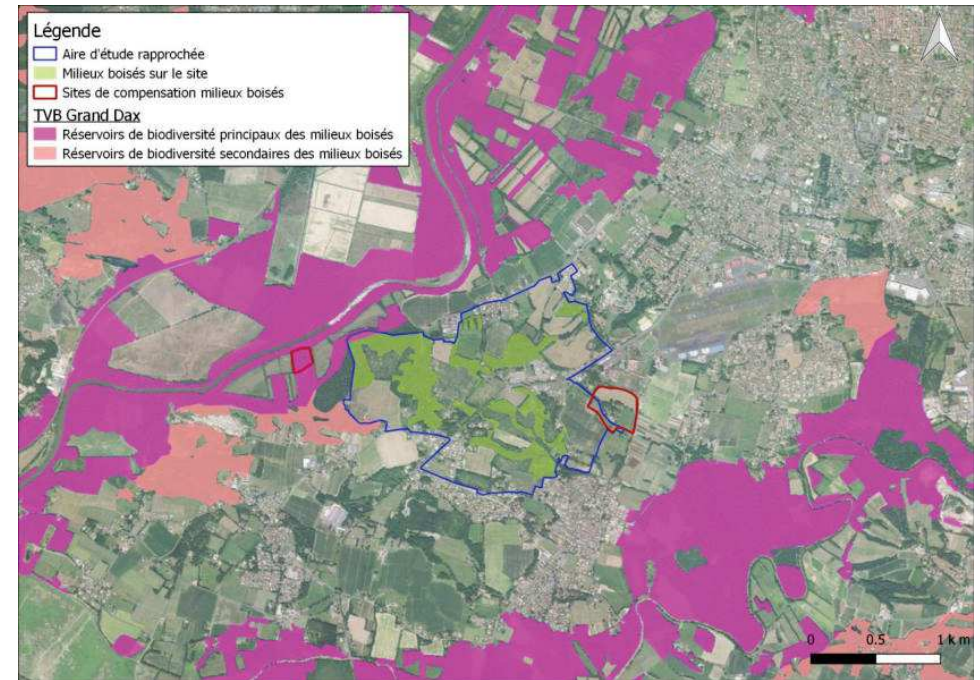 Légende
Aire d'étude rapprochée
Milieux boisés sur le site
Sites de compensation milieux boisés
TVB Grand Dax
Réservoirs de biodiversité principaux des milieux boisés
Réservoirs de biodiversité secondaires des milieux boisés
0 0.5 1 km